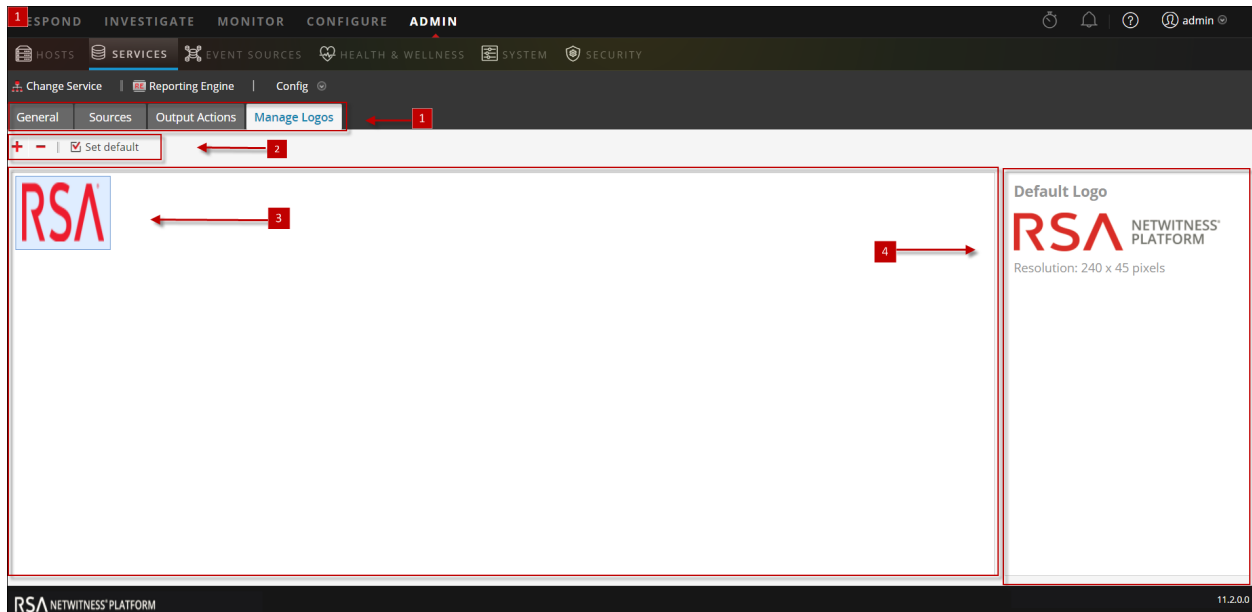 1 ESPOND INVESTIGATE MONITOR CONFIGURE ADMIN admin
HOSTS SERVICES EVENT SOURCES HEALTH & WELLNESS SYSTEM SECURITY
Change Service | RE Reporting Engine | Config
General Sources Output Actions Manage Logos 1
+ − | Set default 2
RSA® 3
4
Default Logo
RSA NETWITNESS®
PLATFORM
Resolution: 240 x 45 pixels
RSA NETWITNESS® PLATFORM 11.2.0.0